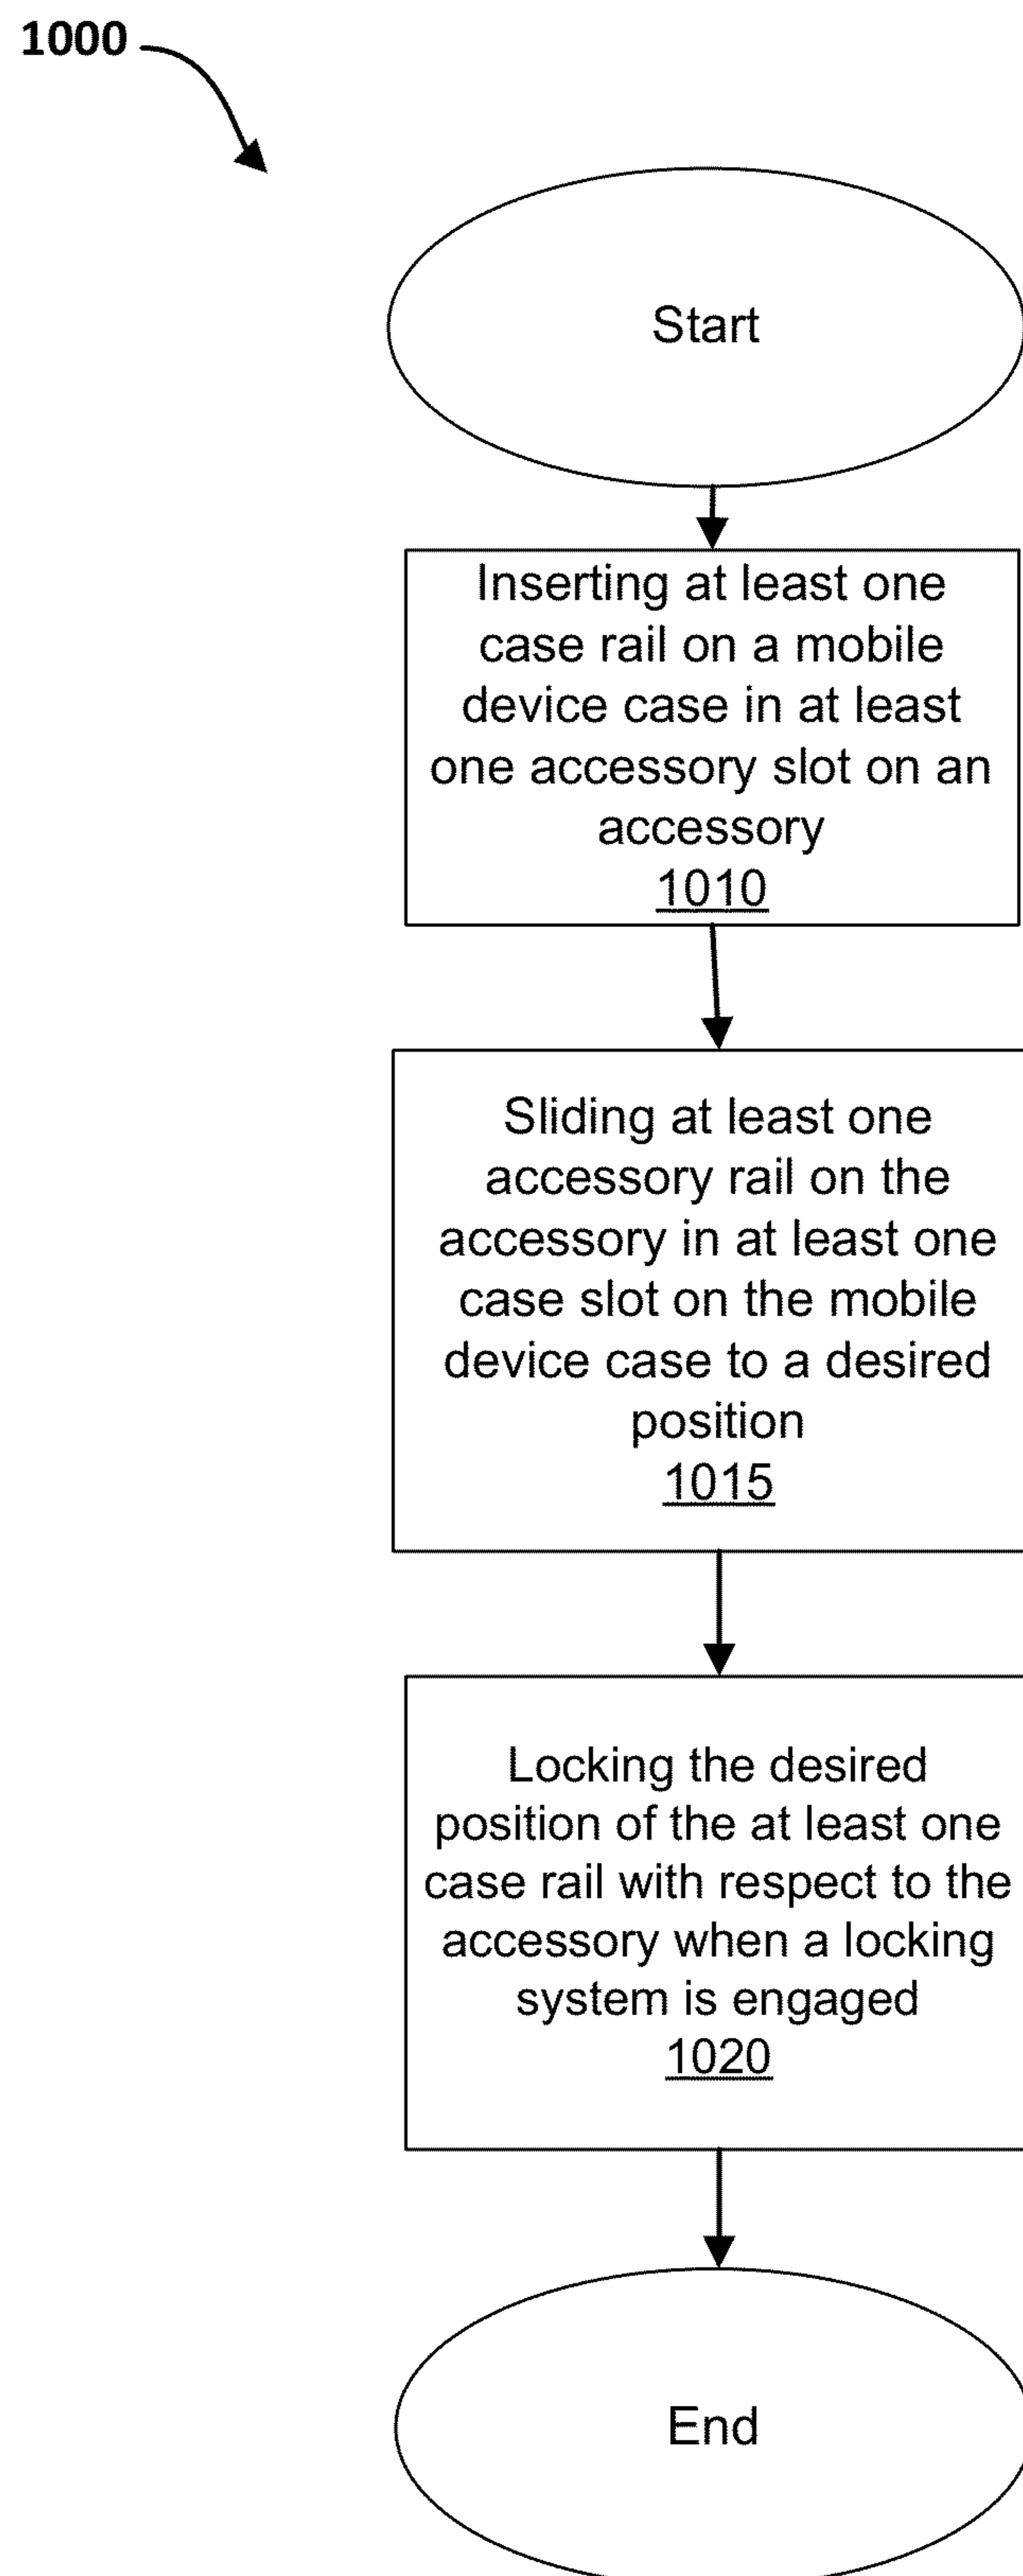 1000
Start
Inserting at least one
case rail on a mobile
device case in at least
one accessory slot on an
accessory
1010
Sliding at least one
accessory rail on the
accessory in at least one
case slot on the mobile
device case to a desired
position
1015
Locking the desired
position of the at least one
case rail with respect to the
accessory when a locking
system is engaged
1020
End